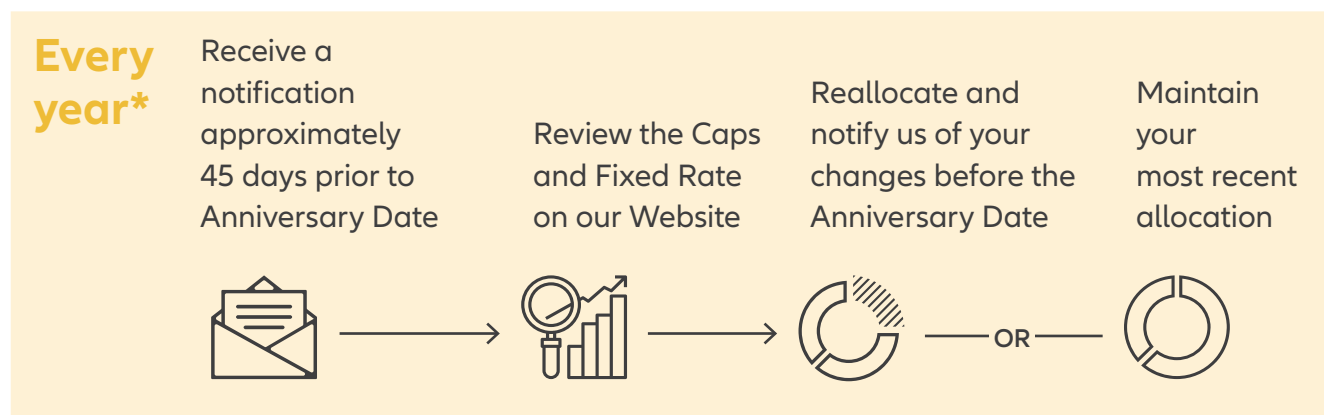 Every
year*
Receive a
notification
approximately
45 days prior to
Anniversary Date
Review the Caps
and Fixed Rate
on our Website
Reallocate and
notify us of your
changes before the
Anniversary Date
Maintain
your
most recent
allocation
OR